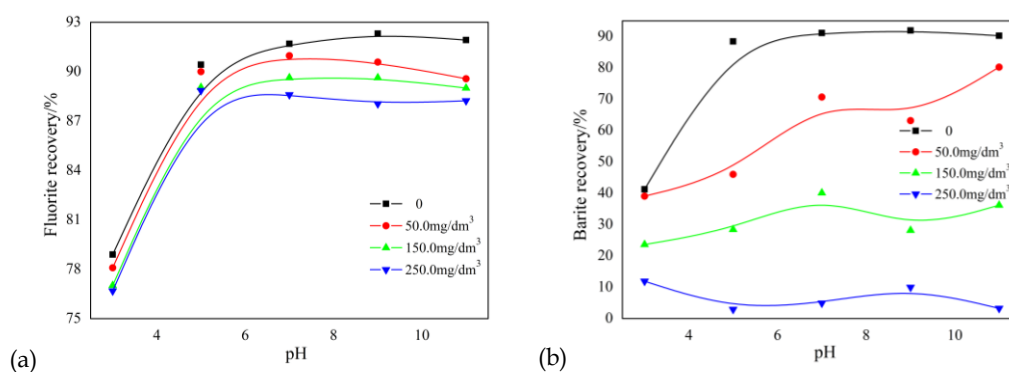 93
90
87
84
81
78
75
Fluorite recovery/%
0
50.0mg/dm³
150.0mg/dm³
250.0mg/dm³
4
6
8
10
pH
(a)
90
80
70
60
50
40
30
20
10
0
Barite recovery/%
0
50.0mg/dm³
150.0mg/dm³
250.0mg/dm³
4
6
8
10
pH
(b)